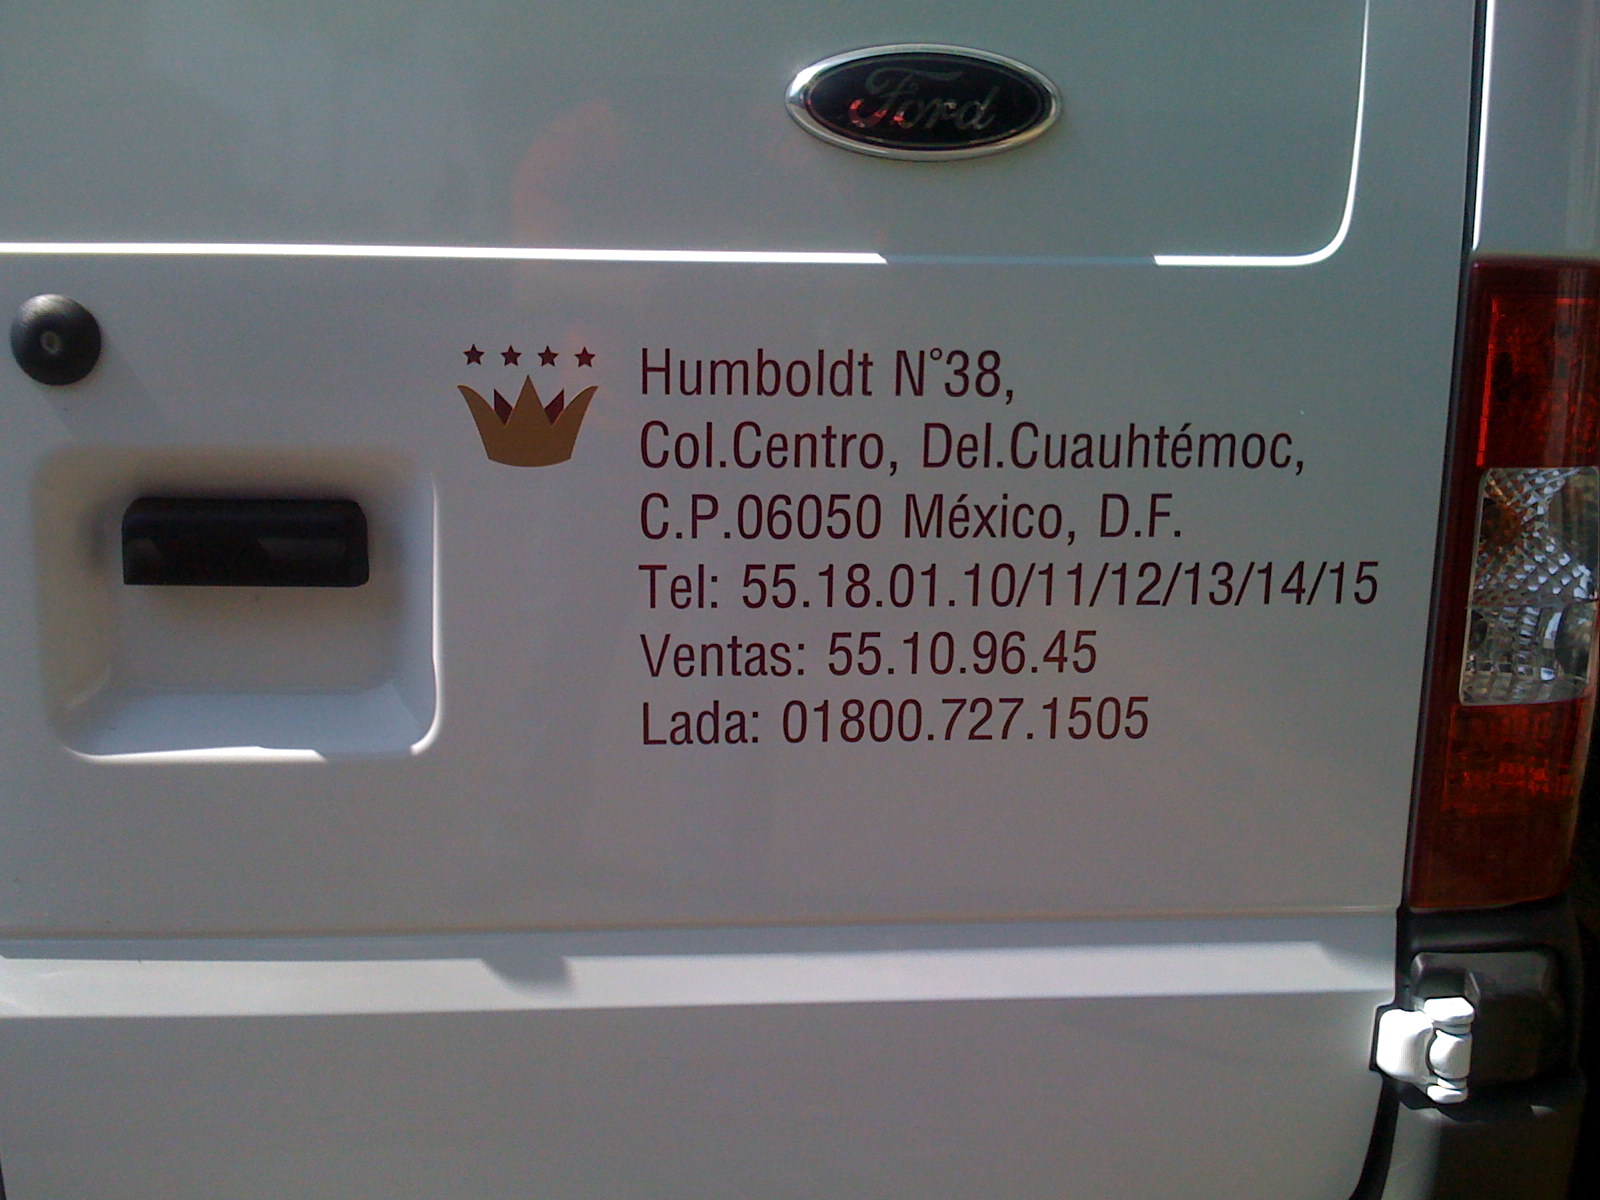 Ford
Humboldt N°38,
Col.Centro, Del.Cuauhtémoc,
C.P.06050 México, D.F.
Tel: 55.18.01.10/11/12/13/14/15
Ventas: 55.10.96.45
Lada: 01800.727.1505